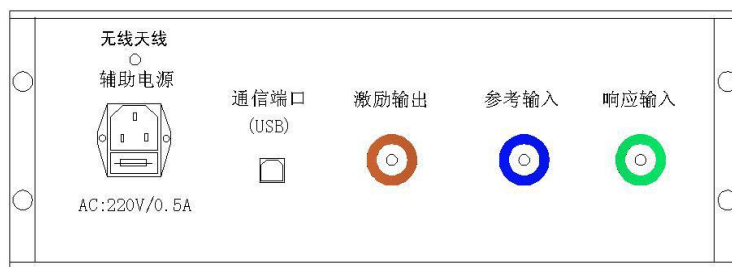 无线天线
辅助电源
AC:220V/0.5A
通信端口
(USB)
激励输出
参考输入
响应输入